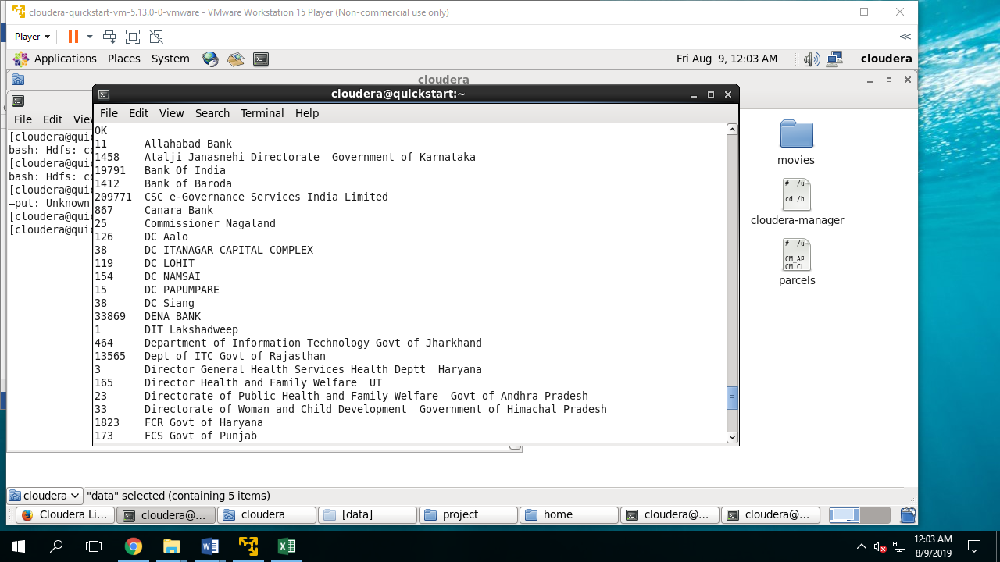 cloudera-quickstart-vm-5.13.0-0-vmware - VMware Workstation 15 Player (Non-commercial use only)
Player
Applications Places System Fri Aug 9, 12:03 AM cloudera
cloudera
cloudera@quickstart:~
File Edit View Search Terminal Help
File Edit View
[cloudera@quic
bash: Hdfs: co
[cloudera@quic
bash: Hdfs: co
[cloudera@quic
–put: Unknown
[cloudera@quic
[cloudera@quic
OK
11 Allahabad Bank
1458 Atalji Janasnehi Directorate  Government of Karnataka
19791 Bank Of India
1412 Bank of Baroda
209771 CSC e-Governance Services India Limited
867 Canara Bank
25 Commissioner Nagaland
126 DC Aalo
38 DC ITANAGAR CAPITAL COMPLEX
119 DC LOHIT
154 DC NAMSAI
15 DC PAPUMPARE
38 DC Siang
33869 DENA BANK
1 DIT Lakshadweep
464 Department of Information Technology Govt of Jharkhand
13565 Dept of ITC Govt of Rajasthan
3 Director General Health Services Health Deptt  Haryana
165 Director Health and Family Welfare  UT
23 Directorate of Public Health and Family Welfare  Govt of Andhra Pradesh
33 Directorate of Woman and Child Development  Government of Himachal Pradesh
1823 FCR Govt of Haryana
173 FCS Govt of Punjab
movies
#! /u
cd /h
cloudera-manager
#! /u
CM_AP
CM_CL
parcels
cloudera "data" selected (containing 5 items)
Cloudera Li... cloudera@... cloudera [data] project home cloudera@... cloudera@...
12:03 AM
8/9/2019